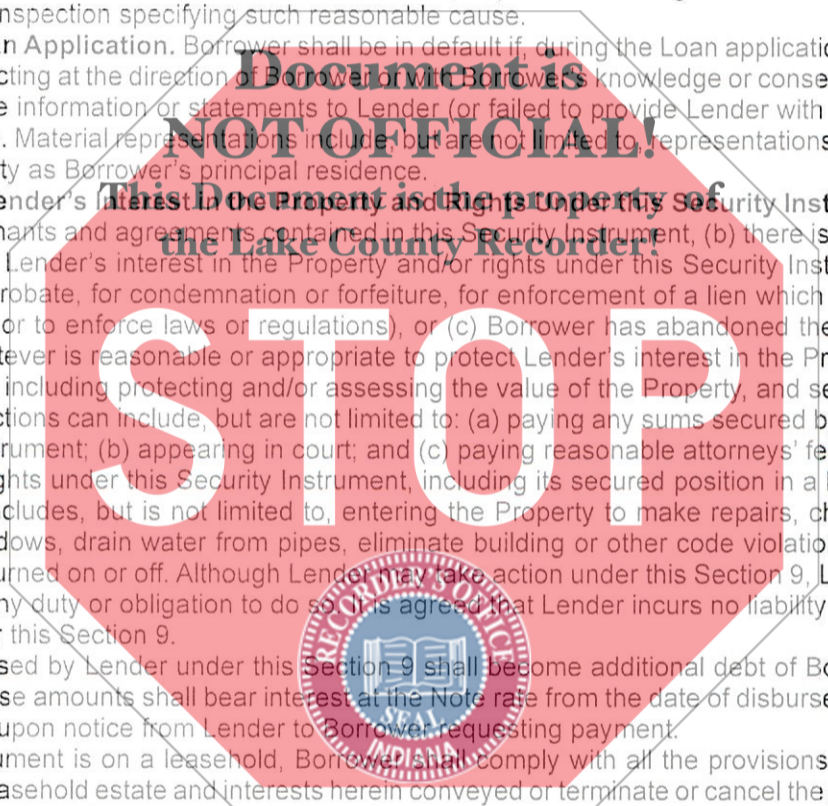 nspection specifying such reasonable cause.
n Application. Borrower shall be in default if, during the Loan applicatio
cting at the direction of Borrower or with Borrower's knowledge or conse
e information or statements to Lender (or failed to provide Lender with
. Material representations include, but are not limited to, representations
ty as Borrower's principal residence.
ender's Interest in the Property and Rights Under this Security Inst
nants and agreements contained in this Security Instrument, (b) there is
Lender's interest in the Property and/or rights under this Security Inst
robate, for condemnation or forfeiture, for enforcement of a lien which
or to enforce laws or regulations), or (c) Borrower has abandoned the
tever is reasonable or appropriate to protect Lender's interest in the Pr
including protecting and/or assessing the value of the Property, and se
ctions can include, but are not limited to: (a) paying any sums secured b
rument; (b) appearing in court; and (c) paying reasonable attorneys' fe
ghts under this Security Instrument, including its secured position in a
cludes, but is not limited to, entering the Property to make repairs, ch
dows, drain water from pipes, eliminate building or other code violatio
urned on or off. Although Lender may take action under this Section 9, L
ny duty or obligation to do so. It is agreed that Lender incurs no liability
r this Section 9.
sed by Lender under this Section 9 shall become additional debt of Bo
se amounts shall bear interest at the Note rate from the date of disburse
upon notice from Lender to Borrower requesting payment.
ument is on a leasehold, Borrower shall comply with all the provisions
asehold estate and interests herein conveyed or terminate or cancel the
Document is
NOT OFFICIAL!
This Document is the property of
the Lake County Recorder!
STOP
RECORDER'S OFFICE
SEAL
INDIANA